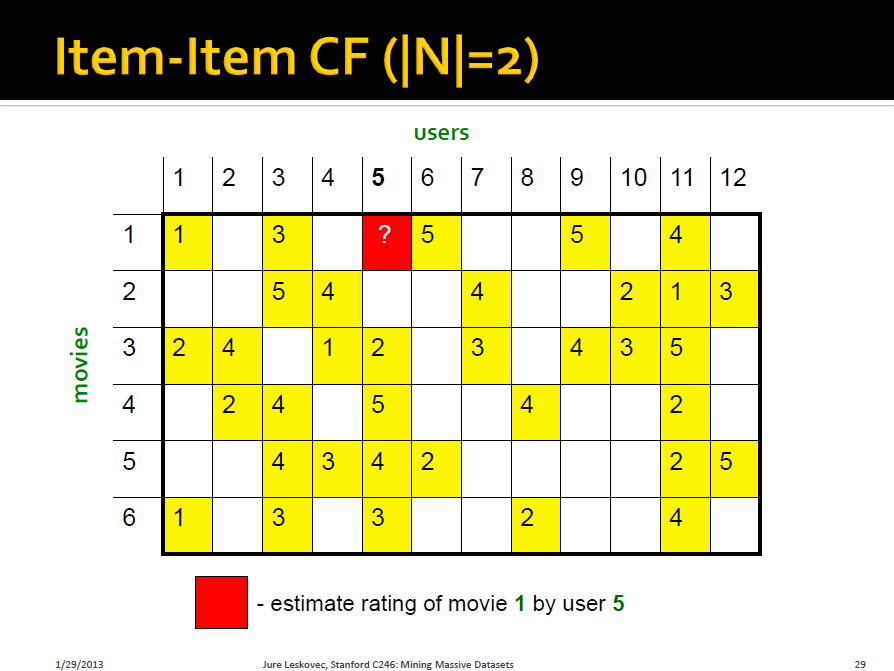 Item-Item CF (|N|=2)
users
1 2 3 4 5 6 7 8 9 10 11 12
1 1 3 ? 5 5 4
2 5 4 4 2 1 3
movies
3 2 4 1 2 3 4 3 5
4 2 4 5 4 2
5 4 3 4 2 2 5
6 1 3 3 2 4
- estimate rating of movie 1 by user 5
1/29/2013 Jure Leskovec, Stanford C246: Mining Massive Datasets 29